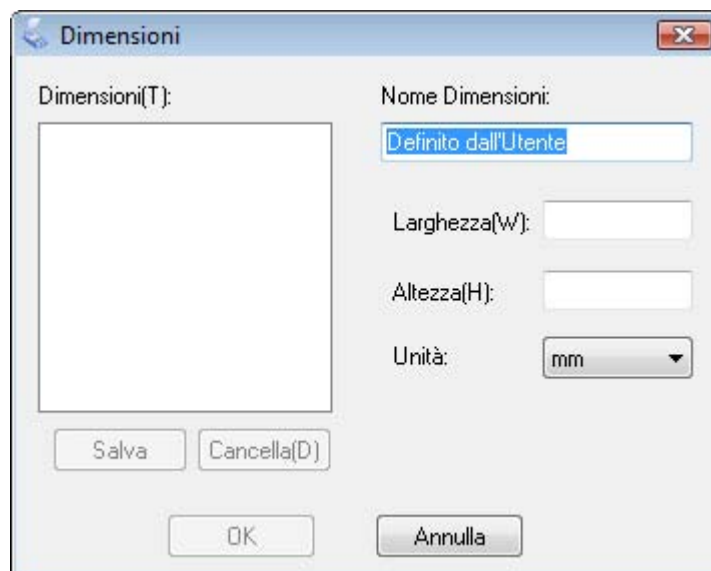 Dimensioni
Dimensioni(T):
Nome Dimensioni:
Definito dall'Utente
Larghezza(W):
Altezza(H):
Unità:
mm
Salva
Cancella(D)
OK
Annulla